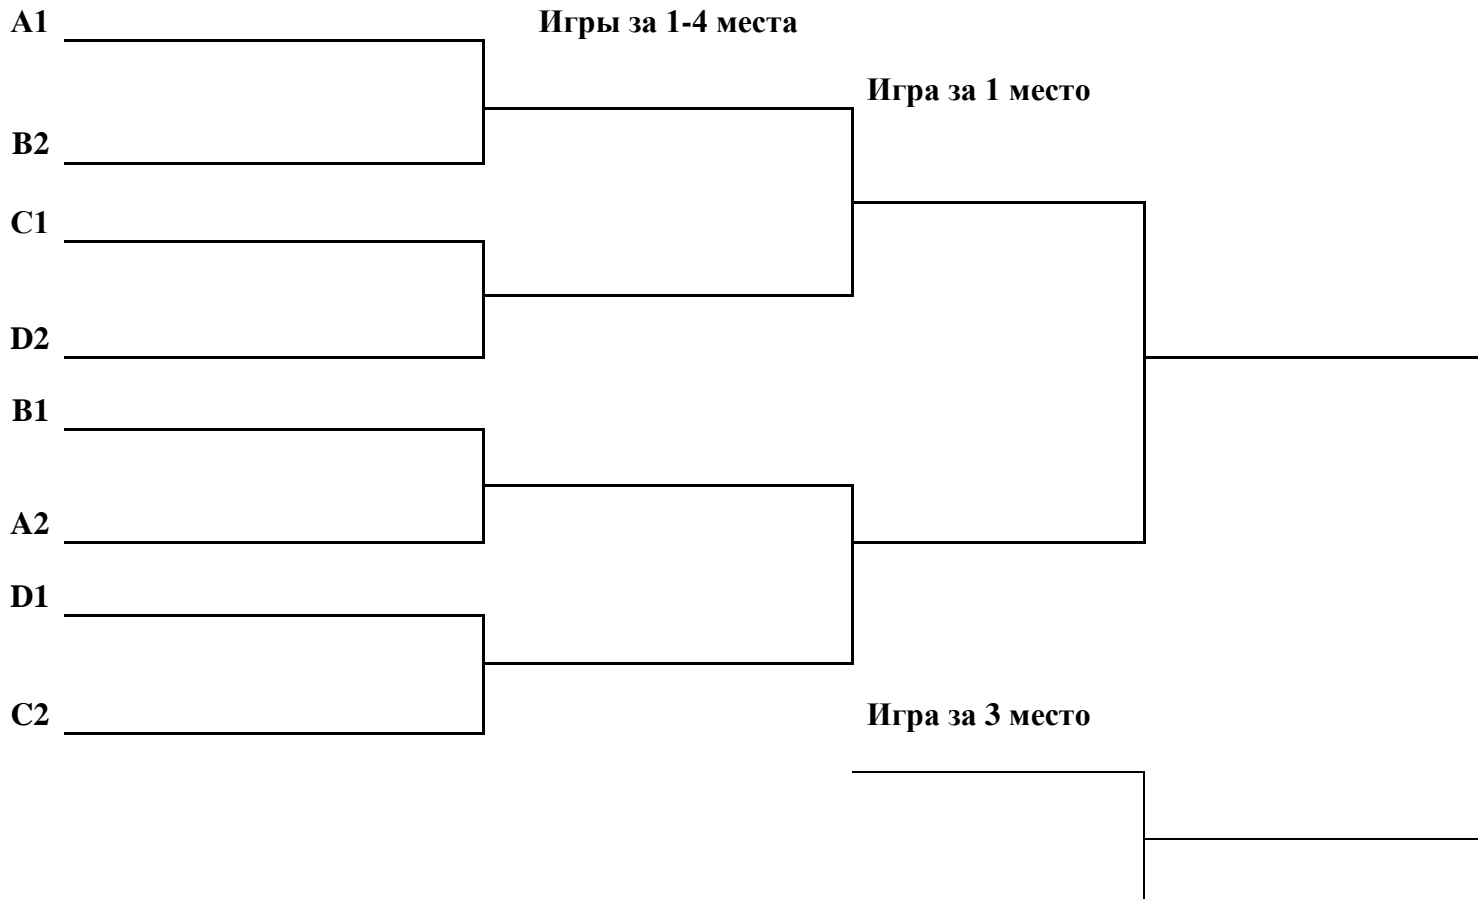 A1
Игры за 1-4 места
Игра за 1 место
B2
C1
D2
B1
A2
D1
C2
Игра за 3 место